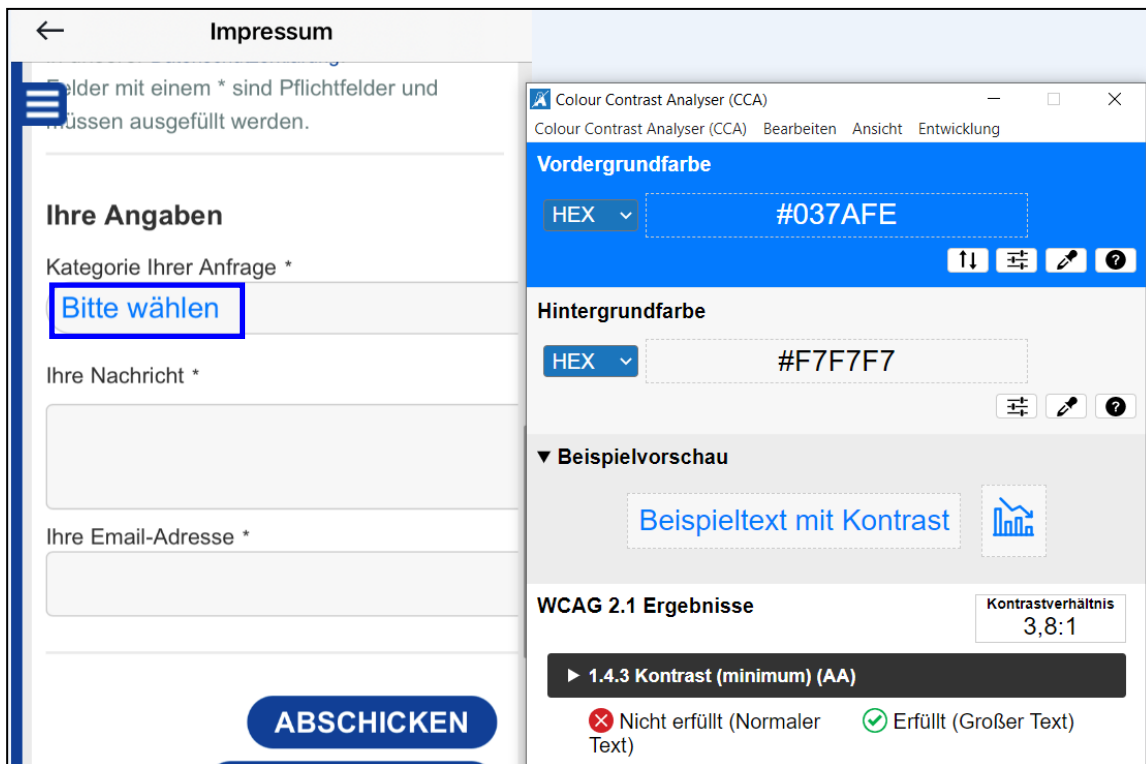 Impressum
Felder mit einem * sind Pflichtfelder und
müssen ausgefüllt werden.
Ihre Angaben
Kategorie Ihrer Anfrage *
Bitte wählen
Ihre Nachricht *
Ihre Email-Adresse *
ABSCHICKEN
Colour Contrast Analyser (CCA)
Colour Contrast Analyser (CCA) Bearbeiten Ansicht Entwicklung
Vordergrundfarbe
HEX #037AFE
Hintergrundfarbe
HEX #F7F7F7
▼ Beispielvorschau
Beispieltext mit Kontrast
WCAG 2.1 Ergebnisse
Kontrastverhältnis
3,8:1
▶ 1.4.3 Kontrast (minimum) (AA)
Nicht erfüllt (Normaler
Text)
Erfüllt (Großer Text)